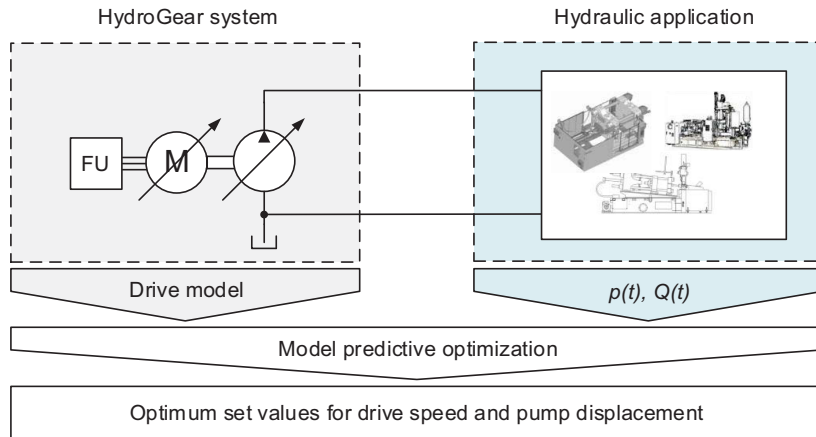 HydroGear system
Hydraulic application
FU
M
Drive model
p(t), Q(t)
Model predictive optimization
Optimum set values for drive speed and pump displacement